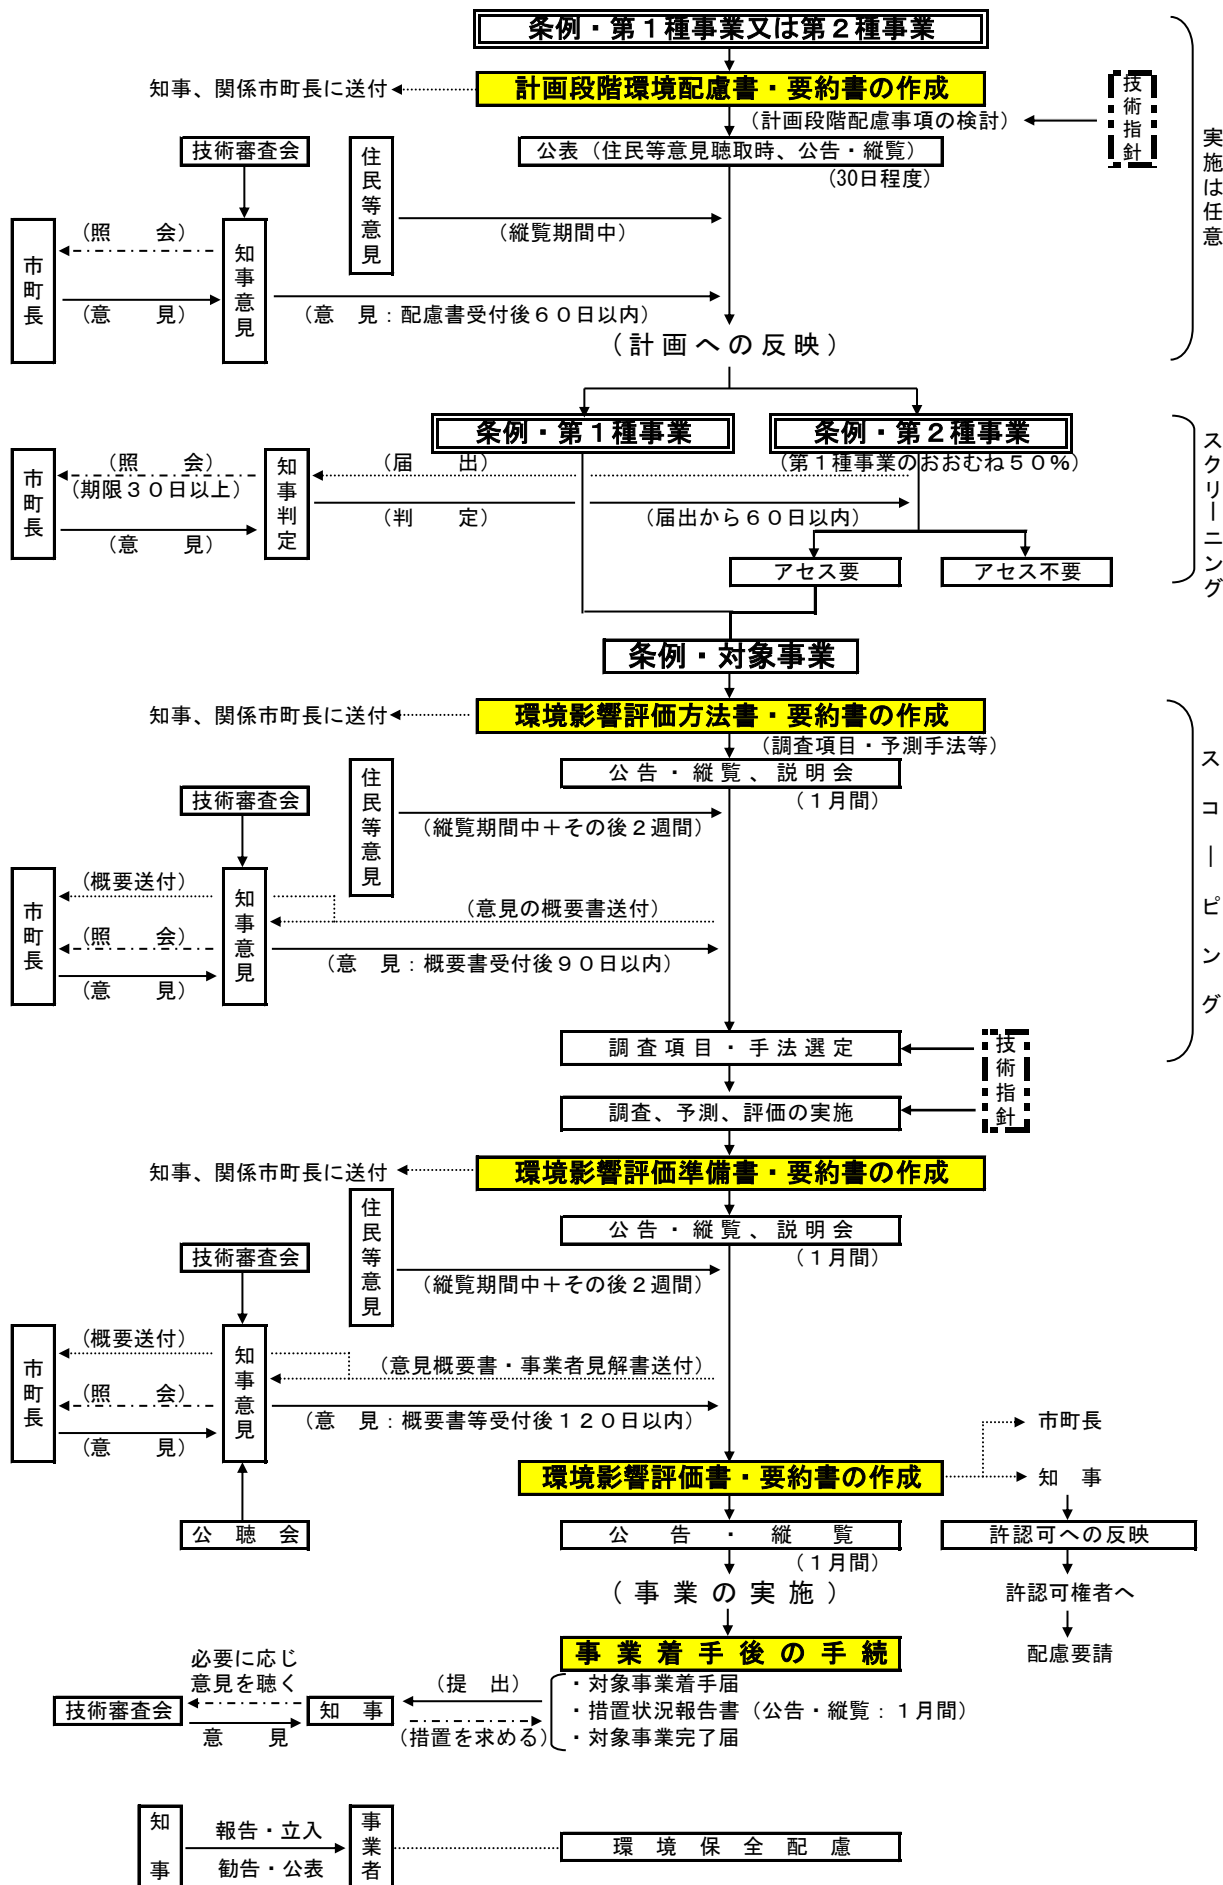 条例・第１種事業又は第２種事業
計画段階環境配慮書・要約書の作成
知事、関係市町長に送付
（計画段階配慮事項の検討）
技術指針
実施は任意
公表（住民等意見聴取時、公告・縦覧）
（30日程度）
技術審査会
住民等意見
（縦覧期間中）
市町長
（照　会）
（意　見）
知事意見
（意　見：配慮書受付後６０日以内）
（計画への反映）
条例・第１種事業
条例・第２種事業
（第１種事業のおおむね５０％）
スクリーニング
市町長
（照　会）
（期限３０日以上）
（意　見）
知事判定
（届　出）
（判　定）
（届出から６０日以内）
アセス要
アセス不要
条例・対象事業
環境影響評価方法書・要約書の作成
知事、関係市町長に送付
（調査項目・予測手法等）
スコーピング
公告・縦覧、説明会
（１月間）
技術審査会
住民等意見
（縦覧期間中＋その後２週間）
市町長
（概要送付）
（照　会）
（意　見）
知事意見
（意見の概要書送付）
（意　見：概要書受付後９０日以内）
調査項目・手法選定
技術指針
調査、予測、評価の実施
環境影響評価準備書・要約書の作成
知事、関係市町長に送付
公告・縦覧、説明会
（１月間）
技術審査会
住民等意見
（縦覧期間中＋その後２週間）
市町長
（概要送付）
（照　会）
（意　見）
知事意見
（意見概要書・事業者見解書送付）
（意　見：概要書等受付後１２０日以内）
公聴会
環境影響評価書・要約書の作成
市町長
知　事
公告・縦覧
（１月間）
許認可への反映
許認可権者へ
配慮要請
（事業の実施）
事業着手後の手続
・対象事業着手届
・措置状況報告書（公告・縦覧：１月間）
・対象事業完了届
（提　出）
（措置を求める）
知　事
必要に応じ
意見を聴く
意　見
技術審査会
知事
報告・立入
勧告・公表
事業者
環境保全配慮